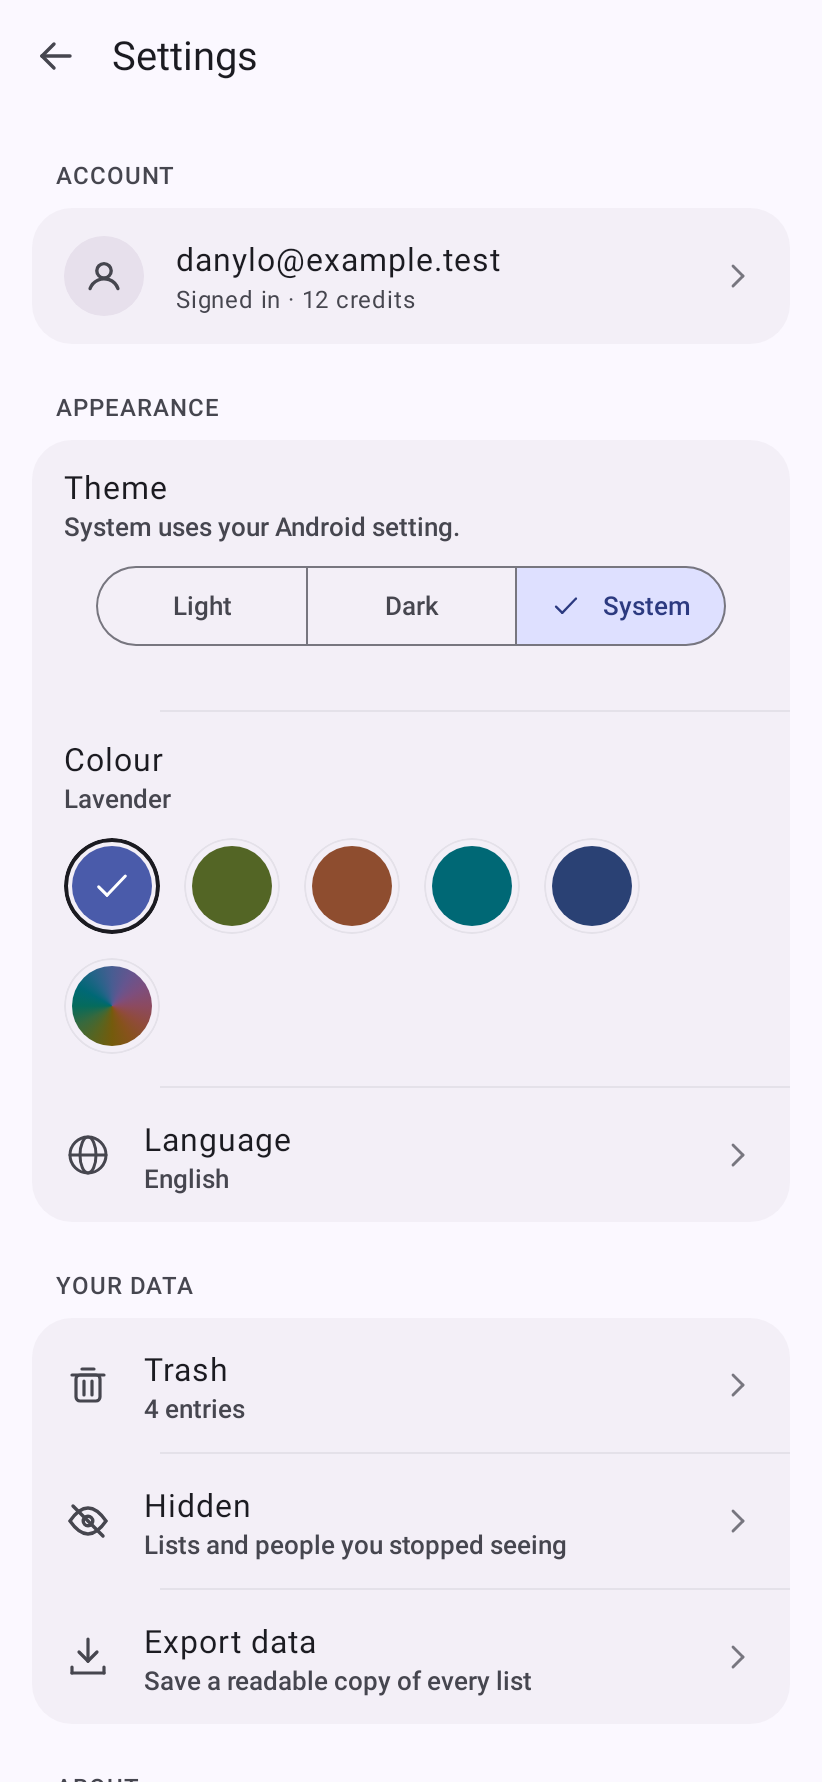 Settings
ACCOUNT
danylo@example.test
Signed in · 12 credits
APPEARANCE
Theme
System uses your Android setting.
Light
Dark
System
Colour
Lavender
Language
English
YOUR DATA
Trash
4 entries
Hidden
Lists and people you stopped seeing
Export data
Save a readable copy of every list
ABOUT